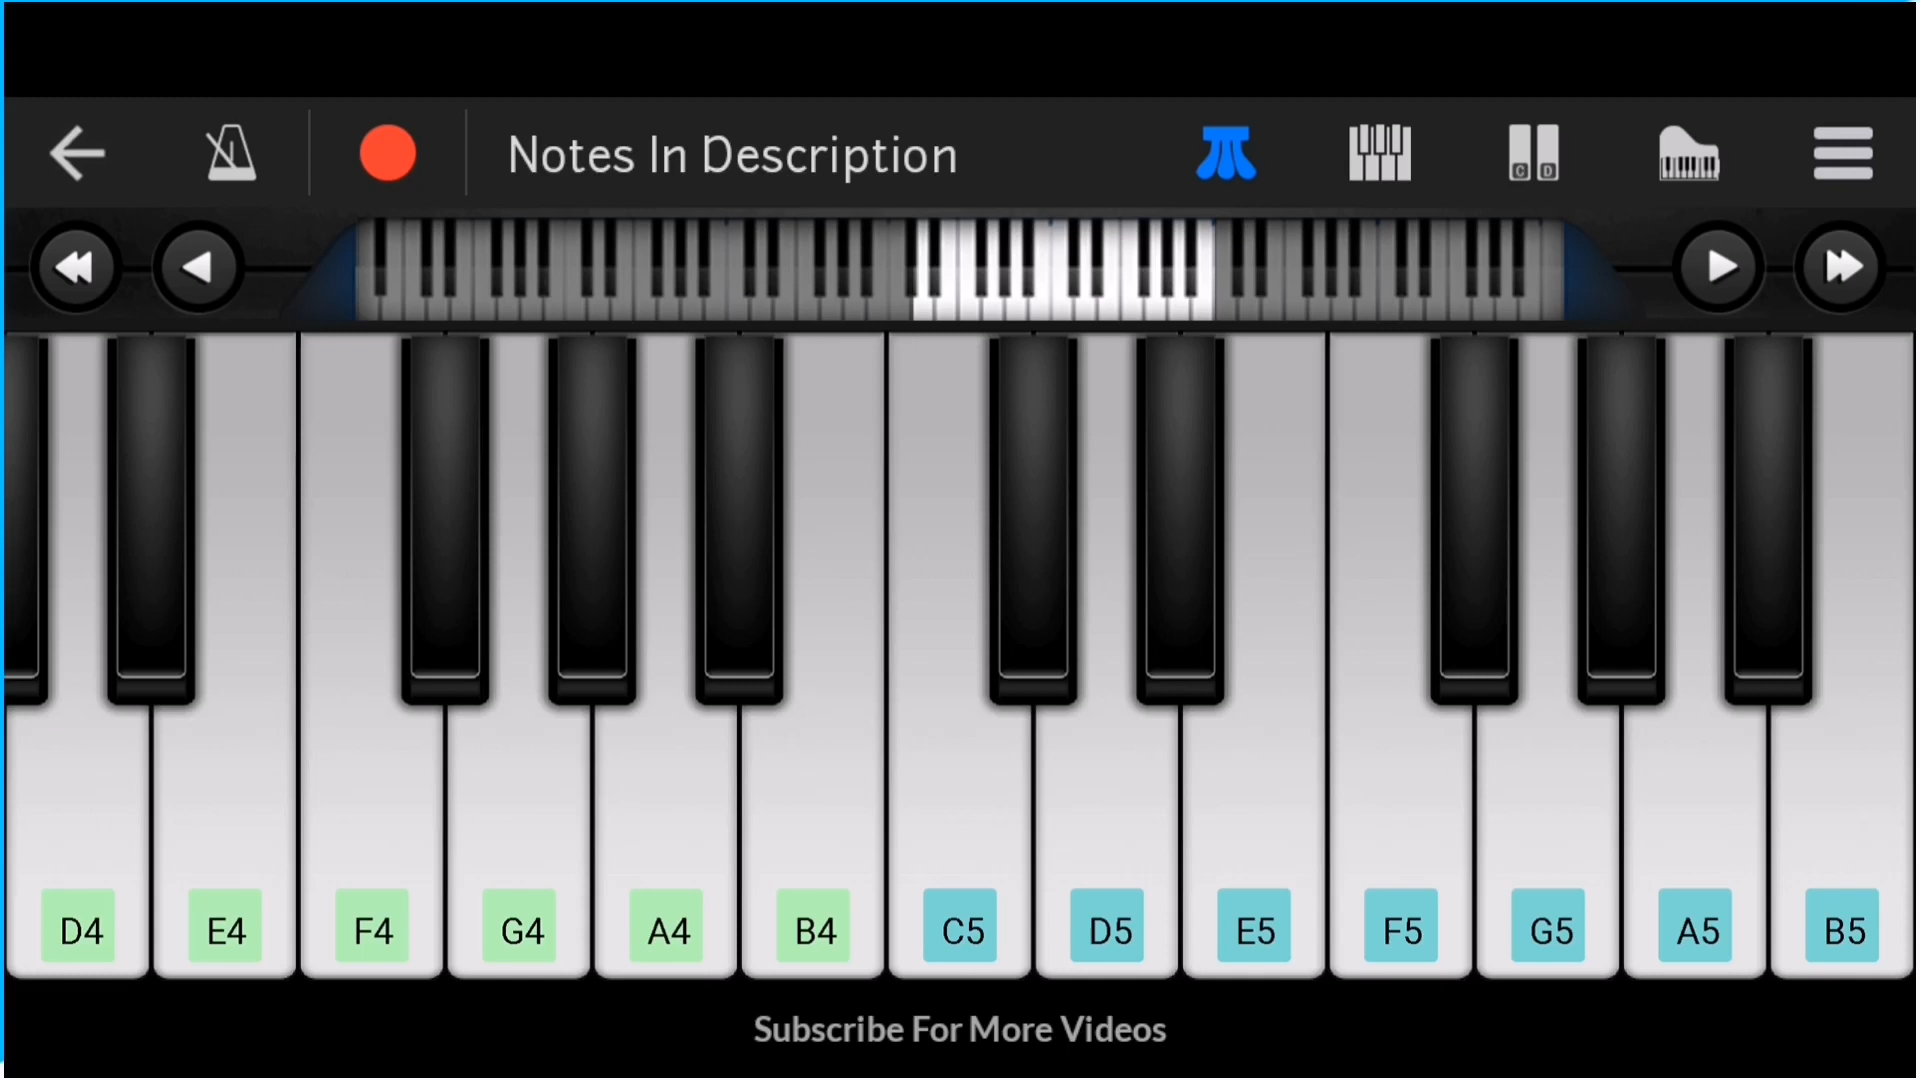 Notes In Description
C D
D4 E4 F4 G4 A4 B4 C5 D5 E5 F5 G5 A5 B5
Subscribe For More Videos